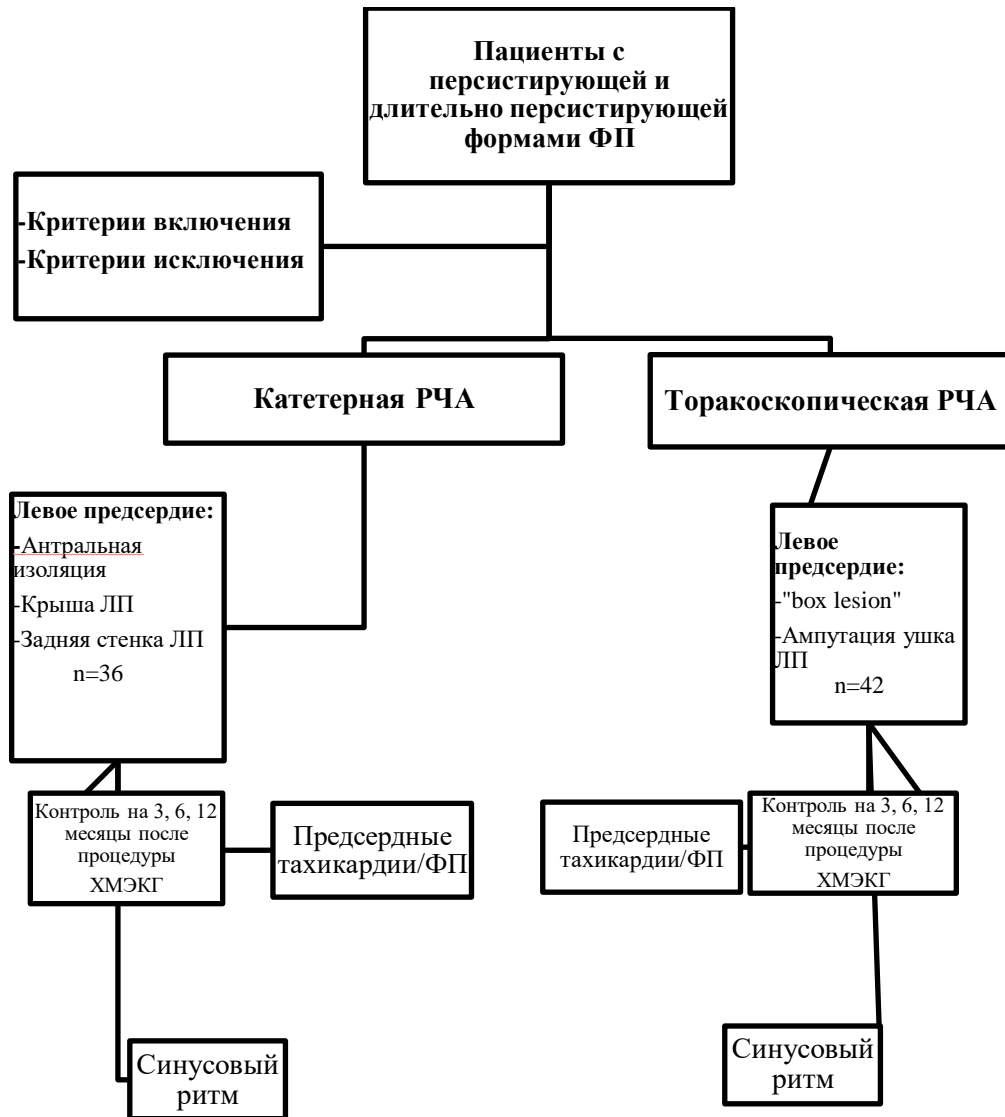 Пациенты с
персистирующей и
длительно персистирующей
формами ФП
-Критерии включения
-Критерии исключения
Катетерная РЧА
Торакоскопическая РЧА
Левое предсердие:
-Антральная
изоляция
-Крыша ЛП
-Задняя стенка ЛП
n=36
Левое
предсердие:
-"box lesion"
-Ампутация ушка
ЛП
n=42
Контроль на 3, 6, 12
месяцы после
процедуры
ХМЭКГ
Предсердные
тахикардии/ФП
Предсердные
тахикардии/ФП
Контроль на 3, 6, 12
месяцы после
процедуры
ХМЭКГ
Синусовый
ритм
Синусовый
ритм